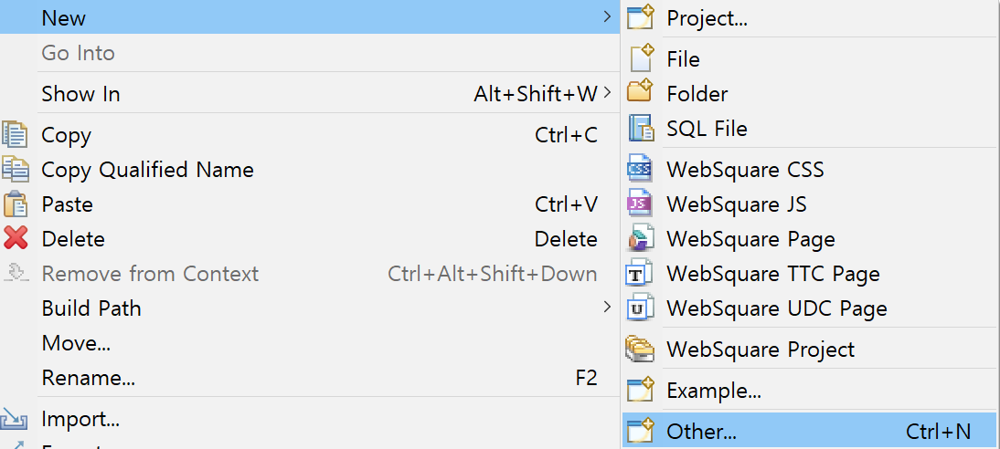 New
Go Into
Show In Alt+Shift+W
Copy Ctrl+C
Copy Qualified Name
Paste Ctrl+V
Delete Delete
Remove from Context Ctrl+Alt+Shift+Down
Build Path
Move...
Rename... F2
Import...
Project...
File
Folder
SQL File
CSS WebSquare CSS
JS WebSquare JS
WebSquare Page
T WebSquare TTC Page
U WebSquare UDC Page
WebSquare Project
Example...
Other... Ctrl+N